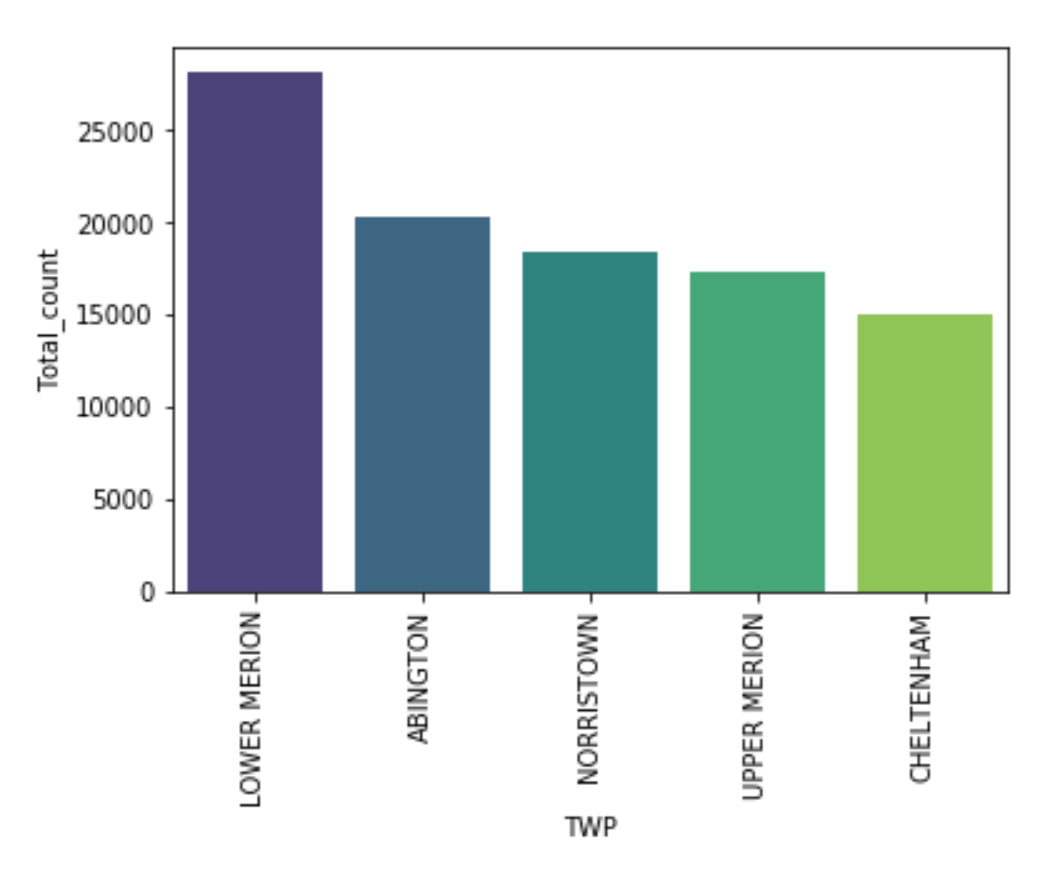 Total_count
25000
20000
15000
10000
5000
0
LOWER MERION
ABINGTON
NORRISTOWN
UPPER MERION
CHELTENHAM
TWP